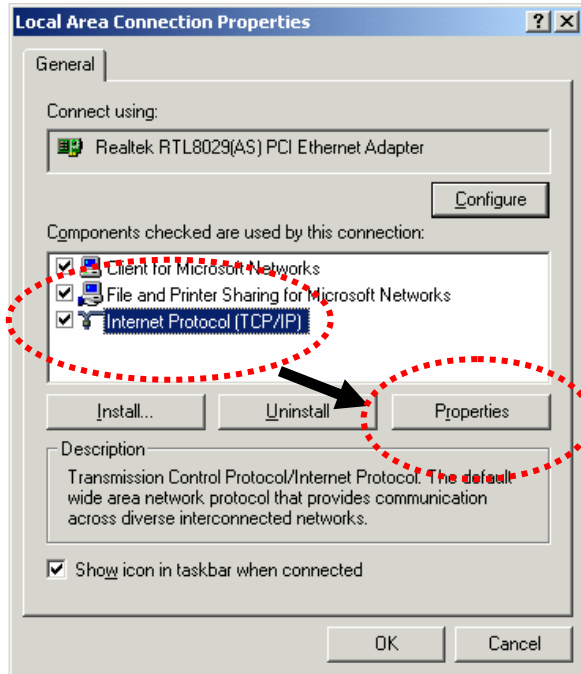 Local Area Connection Properties
General
Connect using:
Realtek RTL8029(AS) PCI Ethernet Adapter
Configure
Components checked are used by this connection:
Client for Microsoft Networks
File and Printer Sharing for Microsoft Networks
Internet Protocol (TCP/IP)
Install... Uninstall Properties
Description
Transmission Control Protocol/Internet Protocol. The default
wide area network protocol that provides communication
across diverse interconnected networks.
Show icon in taskbar when connected
OK Cancel